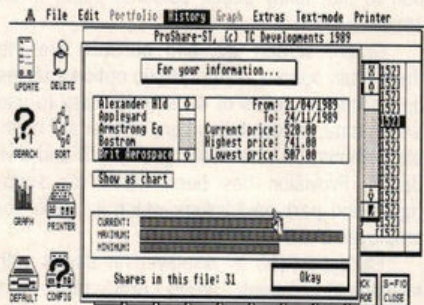 File Edit Portfolio History Graph Extras Text-mode Printer
ProShare-ST, (c) TC Developments 1989
For your information...
UPDATE
DELETE
SEARCH
SORT
GRAPH
PRINTER
DEFAULT
CONFIG
Alexander Hld
Appleyard
Armstrong Eq
Bostrom
Brit Aerospace
From: 21/04/1989
To: 24/11/1989
Current price: 520.00
Highest price: 741.00
Lowest price: 507.00
Show as chart
CURRENT:
MAXIMUM:
MINIMUM:
Shares in this file: 31
Okay
CLOSE